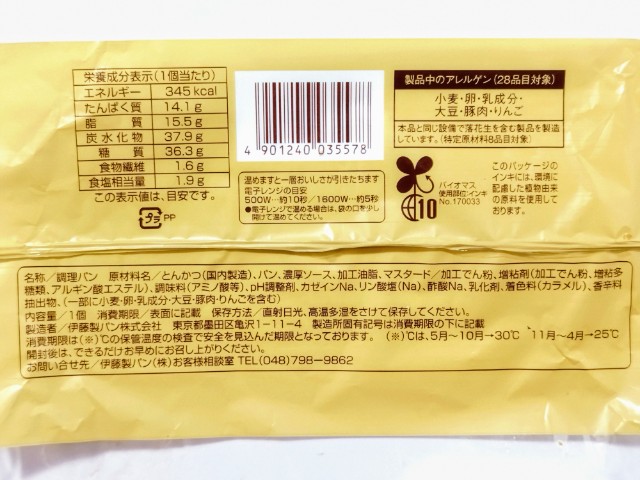 栄養成分表示(1個当たり)
エネルギー 345kcal
たんぱく質 14.1g
脂質 15.5g
炭水化物 37.9g
糖質 36.3g
食物繊維 1.6g
食塩相当量 1.9g
この表示値は、目安です。
プラ PP
4 901240 035578
温めますと一層おいしさが引きたちます
電子レンジの目安
500W…約10秒/1600W…約5秒
●電子レンジで温める場合は、袋の口を少し
開けて温めてください。
製品中のアレルゲン(28品目対象)
小麦・卵・乳成分・
大豆・豚肉・りんご
本品と同じ設備で落花生を含む製品を製造
しています。(特定原材料8品目対象)
バイオマス
使用部位:インキ
No.170033
10
このパッケージの
インキには、環境に
配慮した植物由来
の原料を使用して
おります。
名称/調理パン 原材料名/とんかつ(国内製造)、パン、濃厚ソース、加工油脂、マスタード/加工でん粉、増粘剤(加工でん粉、増粘多
糖類、アルギン酸エステル)、調味料(アミノ酸等)、pH調整剤、カゼインNa、リン酸塩(Na)、酢酸Na、乳化剤、着色料(カラメル)、香辛料
抽出物、(一部に小麦・卵・乳成分・大豆・豚肉・りんごを含む)
内容量/1個 消費期限/表面に記載 保存方法/直射日光、高温多湿をさけて保存してください。
製造者/伊藤製パン株式会社 東京都墨田区亀沢1-11-4 製造所固有記号は消費期限の下に記載
消費期限は(※)℃の保管温度の検査で安全を見込んだ期限となっております。 (※)℃は、5月~10月→30℃ 11月~4月→25℃
開封後は、できるだけお早めにお召し上がりください。
お問い合せ先/伊藤製パン(株)お客様相談室 TEL(048)798-9862